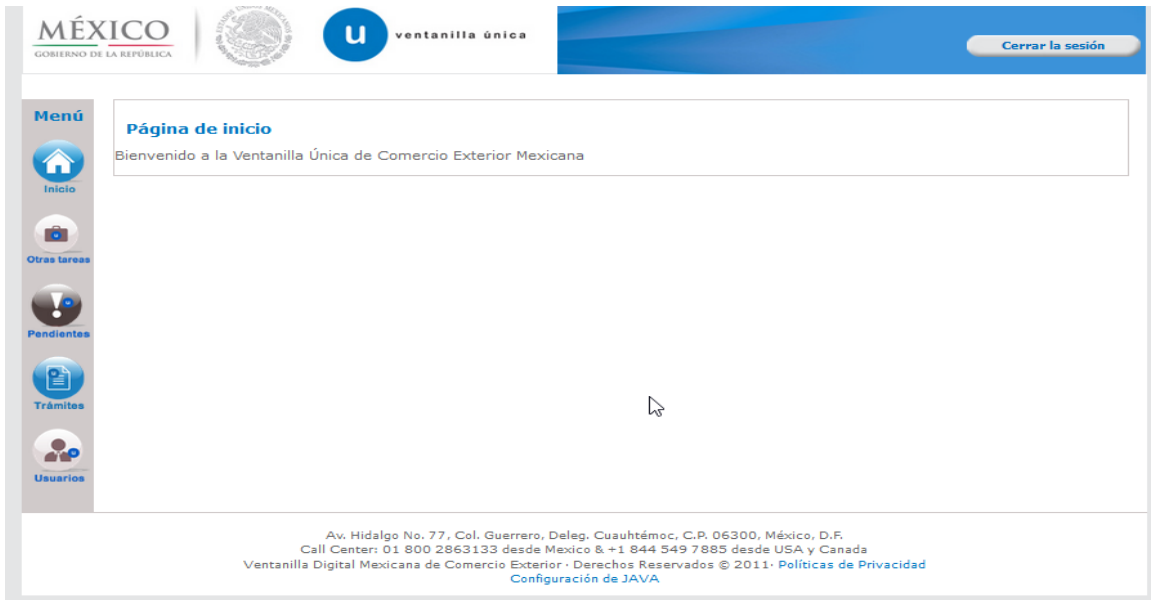 MÉXICO
GOBIERNO DE LA REPÚBLICA
u ventanilla única
Cerrar la sesión
Menú
Página de inicio
Bienvenido a la Ventanilla Única de Comercio Exterior Mexicana
Inicio
Otras tareas
Pendientes
Trámites
Usuarios
Av. Hidalgo No. 77, Col. Guerrero, Deleg. Cuauhtémoc, C.P. 06300, México, D.F.
Call Center: 01 800 2863133 desde Mexico & +1 844 549 7885 desde USA y Canada
Ventanilla Digital Mexicana de Comercio Exterior · Derechos Reservados © 2011· Políticas de Privacidad
Configuración de JAVA